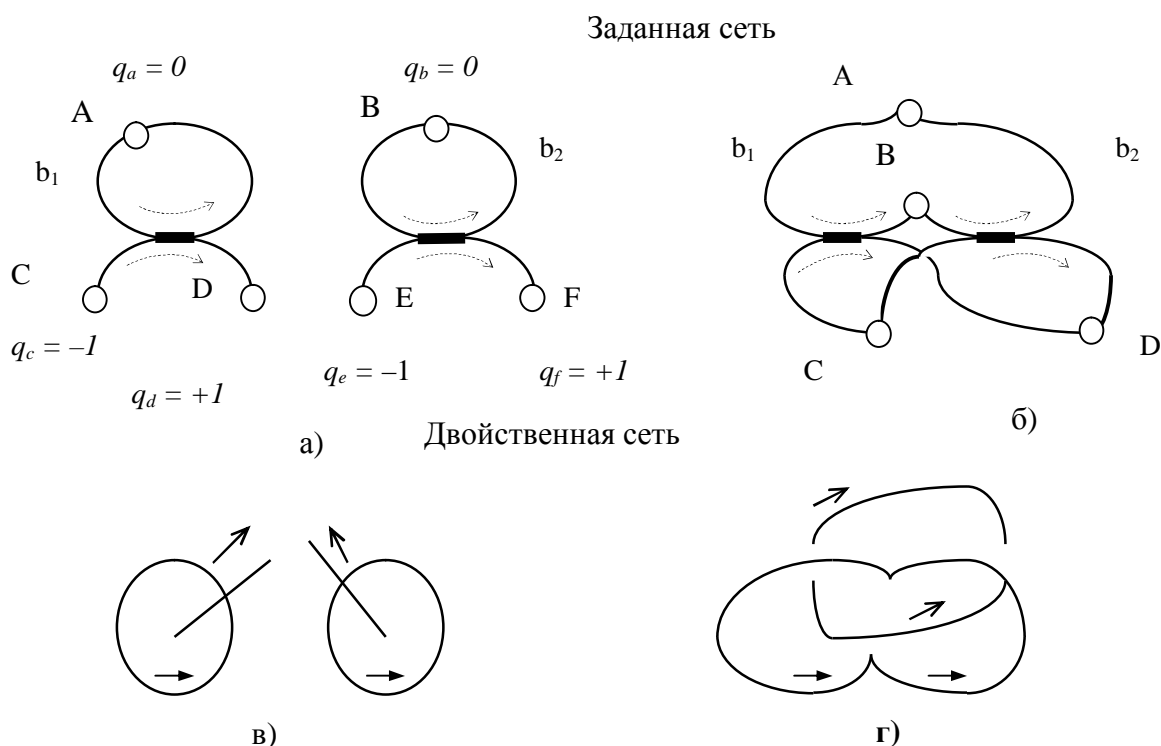 Заданная сеть
qₐ = 0
q_b = 0
A
A
B
b₁
b₂
b₁
B
b₂
C
D
E
F
C
D
q_c = –1
q_d = +1
q_e = –1
q_f = +1
а)
б)
Двойственная сеть
в)
г)